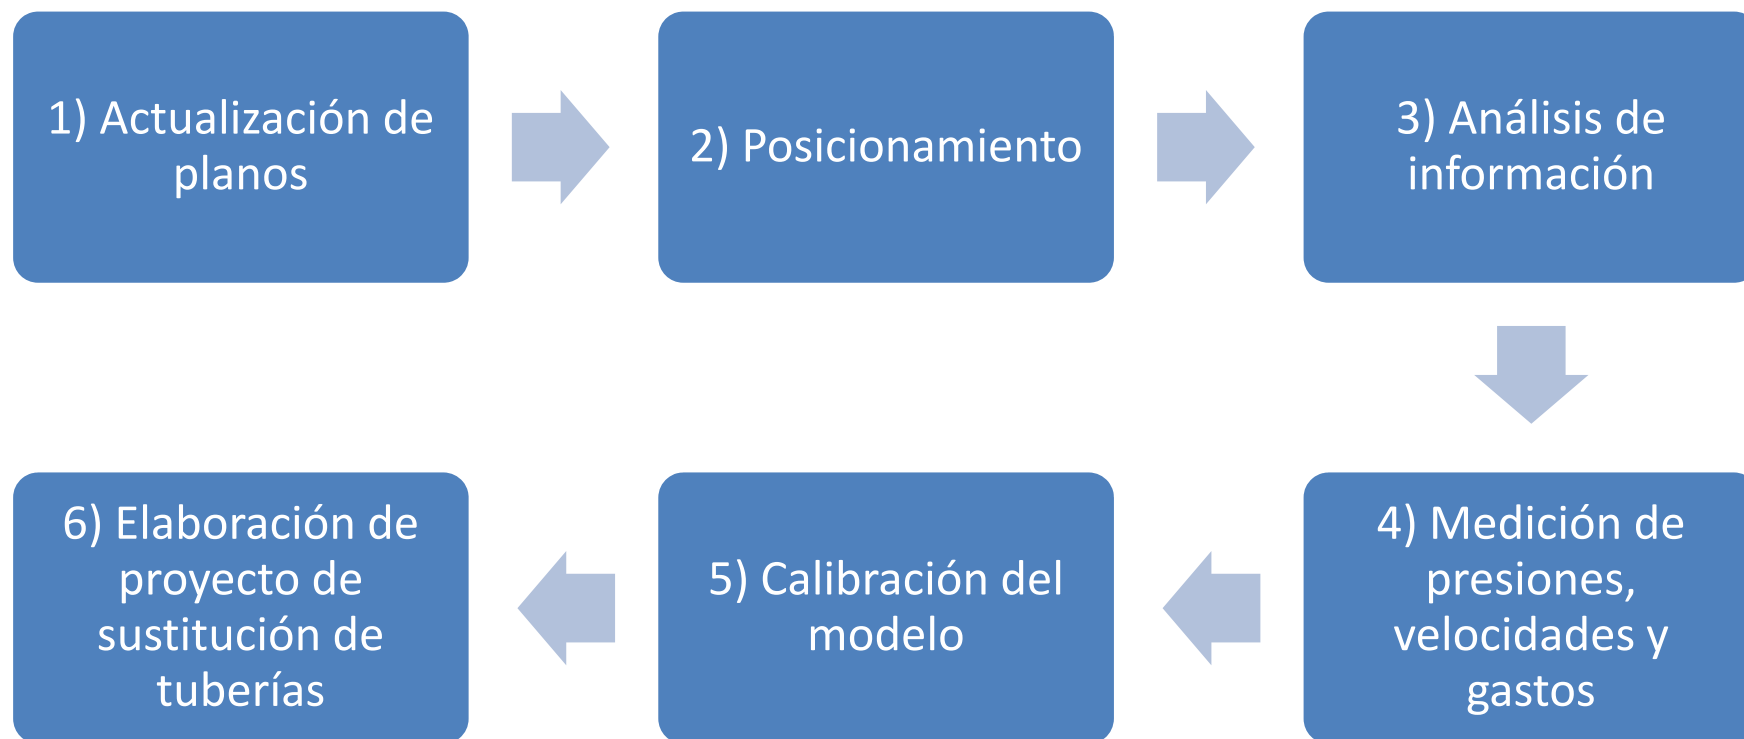 1) Actualización de
planos
2) Posicionamiento
3) Análisis de
información
4) Medición de
presiones,
velocidades y
gastos
5) Calibración del
modelo
6) Elaboración de
proyecto de
sustitución de
tuberías